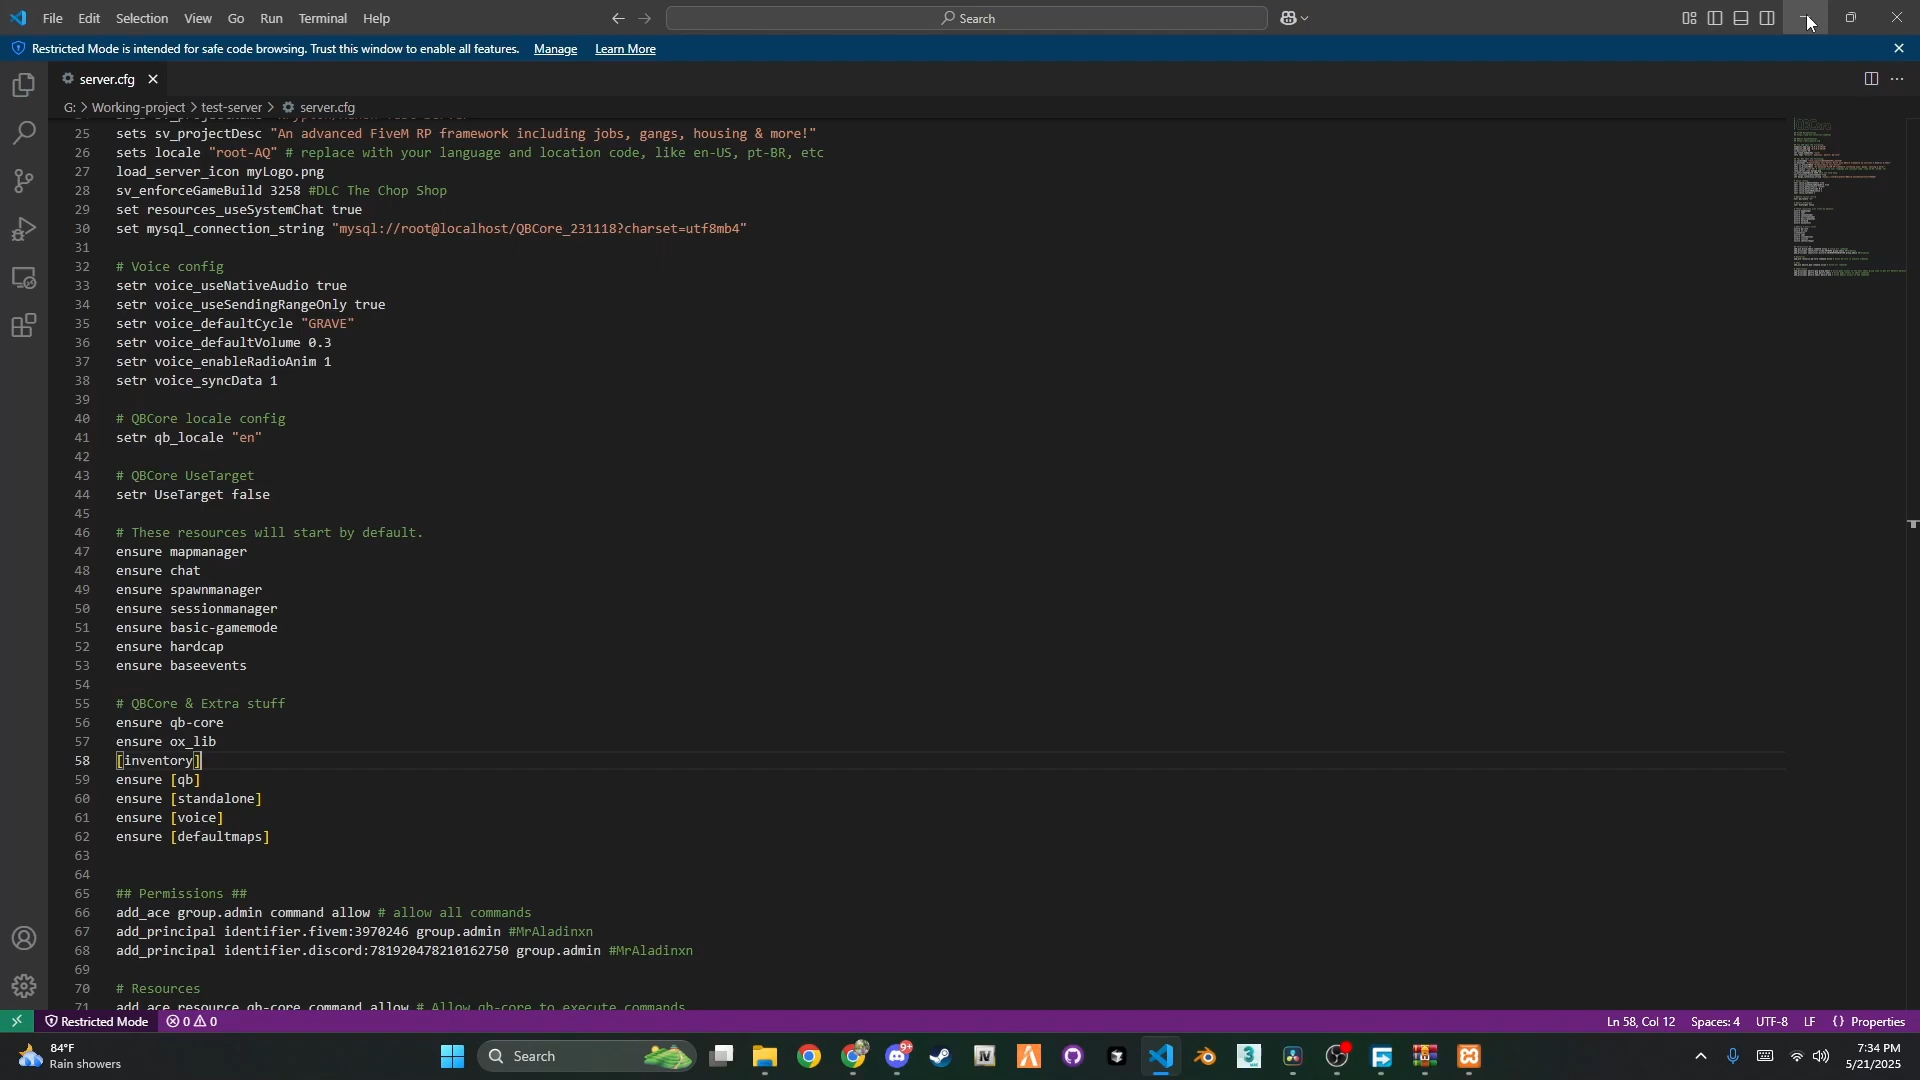 File Edit Selection View Go Run Terminal Help Search
Restricted Mode is intended for safe code browsing. Trust this window to enable all features. Manage Learn More
server.cfg
G: > Working-project > test-server > server.cfg
25 sets sv_projectDesc "An advanced FiveM RP framework including jobs, gangs, housing & more!"
26 sets locale "root-AQ" # replace with your language and location code, like en-US, pt-BR, etc
27 load_server_icon myLogo.png
28 sv_enforceGameBuild 3258 #DLC The Chop Shop
29 set resources_useSystemChat true
30 set mysql_connection_string "mysql://root@localhost/QBCore_231118?charset=utf8mb4"
31
32 # Voice config
33 setr voice_useNativeAudio true
34 setr voice_useSendingRangeOnly true
35 setr voice_defaultCycle "GRAVE"
36 setr voice_defaultVolume 0.3
37 setr voice_enableRadioAnim 1
38 setr voice_syncData 1
39
40 # QBCore locale config
41 setr qb_locale "en"
42
43 # QBCore UseTarget
44 setr UseTarget false
45
46 # These resources will start by default.
47 ensure mapmanager
48 ensure chat
49 ensure spawnmanager
50 ensure sessionmanager
51 ensure basic-gamemode
52 ensure hardcap
53 ensure baseevents
54
55 # QBCore & Extra stuff
56 ensure qb-core
57 ensure ox_lib
58 [inventory]
59 ensure [qb]
60 ensure [standalone]
61 ensure [voice]
62 ensure [defaultmaps]
63
64
65 ## Permissions ##
66 add_ace group.admin command allow # allow all commands
67 add_principal identifier.fivem:3970246 group.admin #MrAladinxn
68 add_principal identifier.discord:781920478210162750 group.admin #MrAladinxn
69
70 # Resources
71 add_ace resource.qb-core command allow # Allow qb-core to execute commands
Restricted Mode 0 0 Ln 58, Col 12 Spaces: 4 UTF-8 LF {} Properties
84°F
Rain showers
Search
9+
7:34 PM
5/21/2025